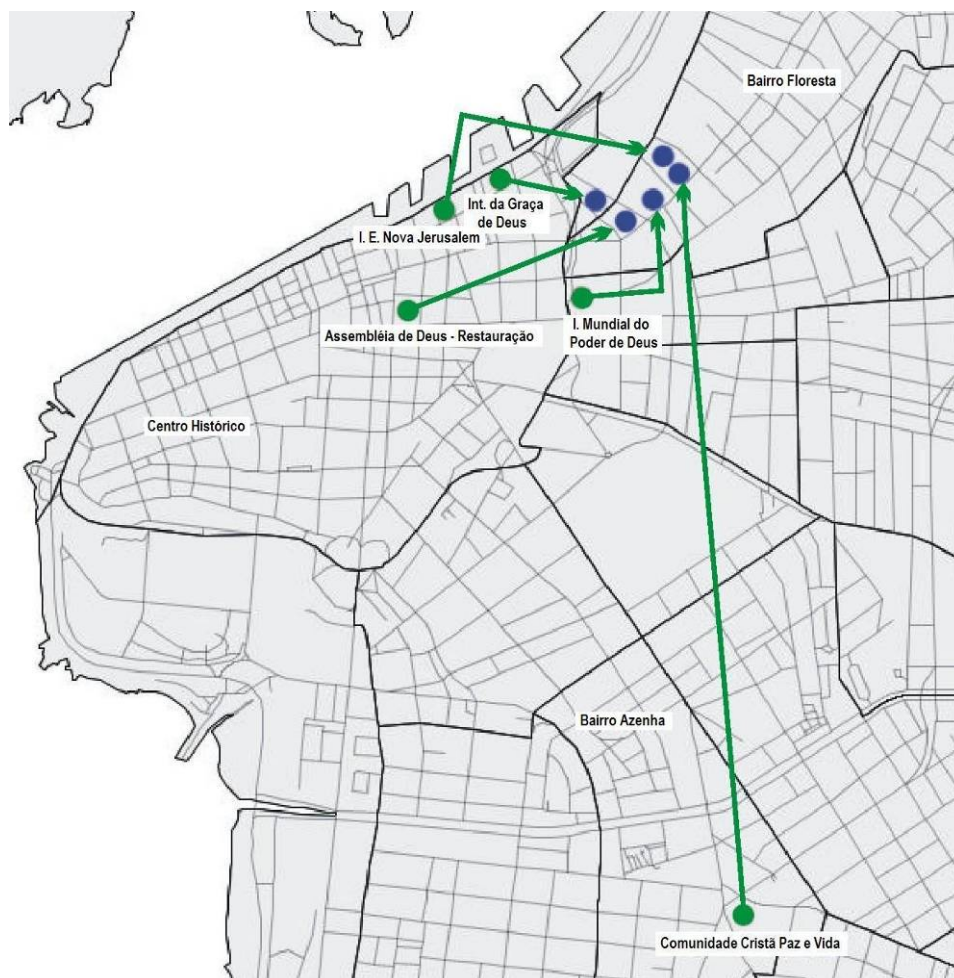 Bairro Floresta
Int. da Graça
de Deus
I. E. Nova Jerusalem
Assembléia de Deus - Restauração
I. Mundial do
Poder de Deus
Centro Histórico
Bairro Azenha
Comunidade Cristã Paz e Vida